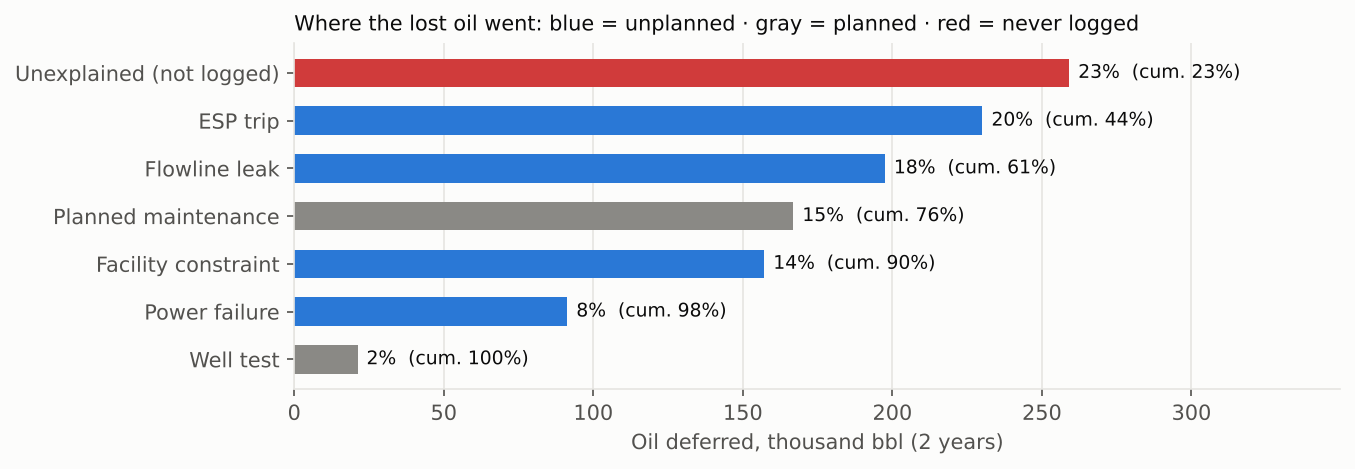 Where the lost oil went: blue = unplanned · gray = planned · red = never logged
Unexplained (not logged) 23% (cum. 23%)
ESP trip 20% (cum. 44%)
Flowline leak 18% (cum. 61%)
Planned maintenance 15% (cum. 76%)
Facility constraint 14% (cum. 90%)
Power failure 8% (cum. 98%)
Well test 2% (cum. 100%)
0 50 100 150 200 250 300
Oil deferred, thousand bbl (2 years)